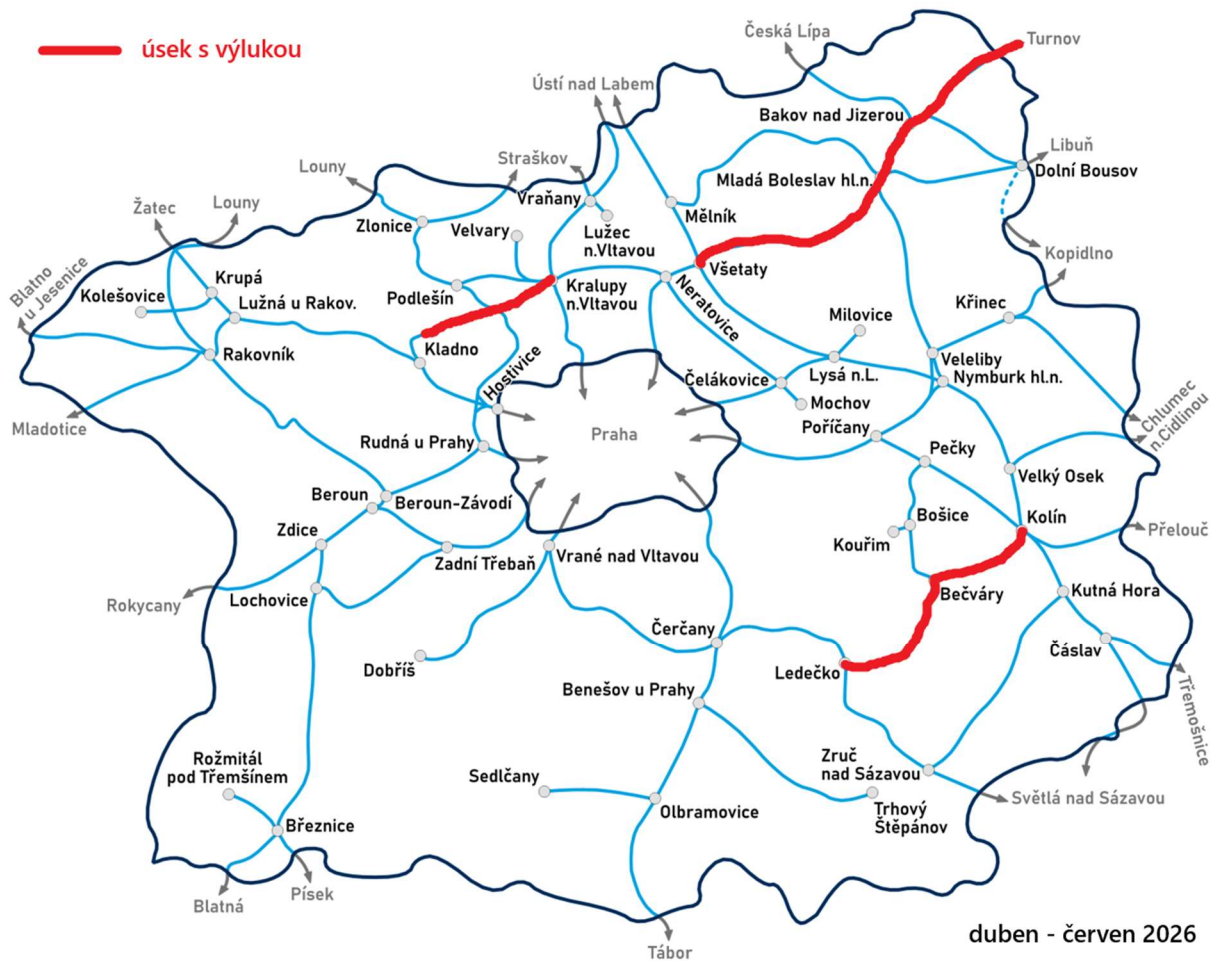 úsek s výlukou
Turnov
Česká Lípa
Ústí nad Labem
Bakov nad Jizerou
Libuň
Dolní Bousov
Louny
Straškov
Mladá Boleslav hl.n.
Vraňany
Mělník
Žatec
Louny
Zlonice
Velvary
Lužec
n.Vltavou
Kopidlno
Blatno
u Jesenice
Krupá
Kolešovice
Lužná u Rakov.
Podlešín
Kralupy
n.Vltavou
Všetaty
Neratovice
Milovice
Křinec
Kladno
Rakovník
Hostivice
Čelákovice
Lysá n.L.
Veleliby
Nymburk hl.n.
Mochov
Chlumec
n.Cidlinou
Mladotice
Praha
Poříčany
Rudná u Prahy
Pečky
Velký Osek
Beroun
Beroun-Závodí
Bošice
Kolín
Přelouč
Zdice
Kouřim
Zadní Třebaň
Vrané nad Vltavou
Bečváry
Kutná Hora
Rokycany
Lochovice
Čerčany
Čáslav
Dobříš
Ledečko
Třemošnice
Benešov u Prahy
Rožmitál
pod Třemšínem
Sedlčany
Zruč
nad Sázavou
Světlá nad Sázavou
Olbramovice
Trhový
Štěpánov
Březnice
Blatná
Písek
Tábor
duben - červen 2026